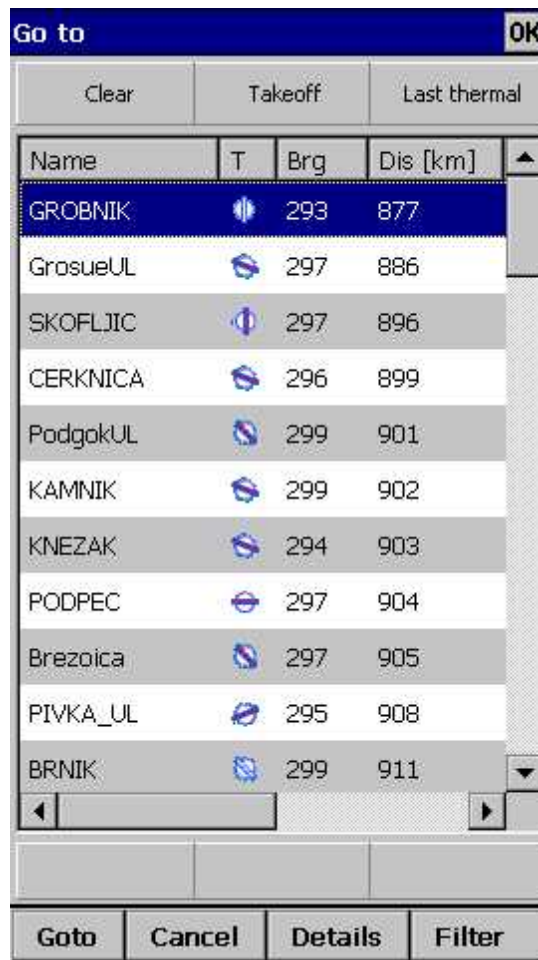 Go to OK
Clear Takeoff Last thermal
Name T Brg Dis [km]
GROBNIK 293 877
GrosueUL 297 886
SKOFLJIC 297 896
CERKNICA 296 899
PodgokUL 299 901
KAMNIK 299 902
KNEZAK 294 903
PODPEC 297 904
Brezoica 297 905
PIVKA_UL 295 908
BRNIK 299 911
Goto Cancel Details Filter